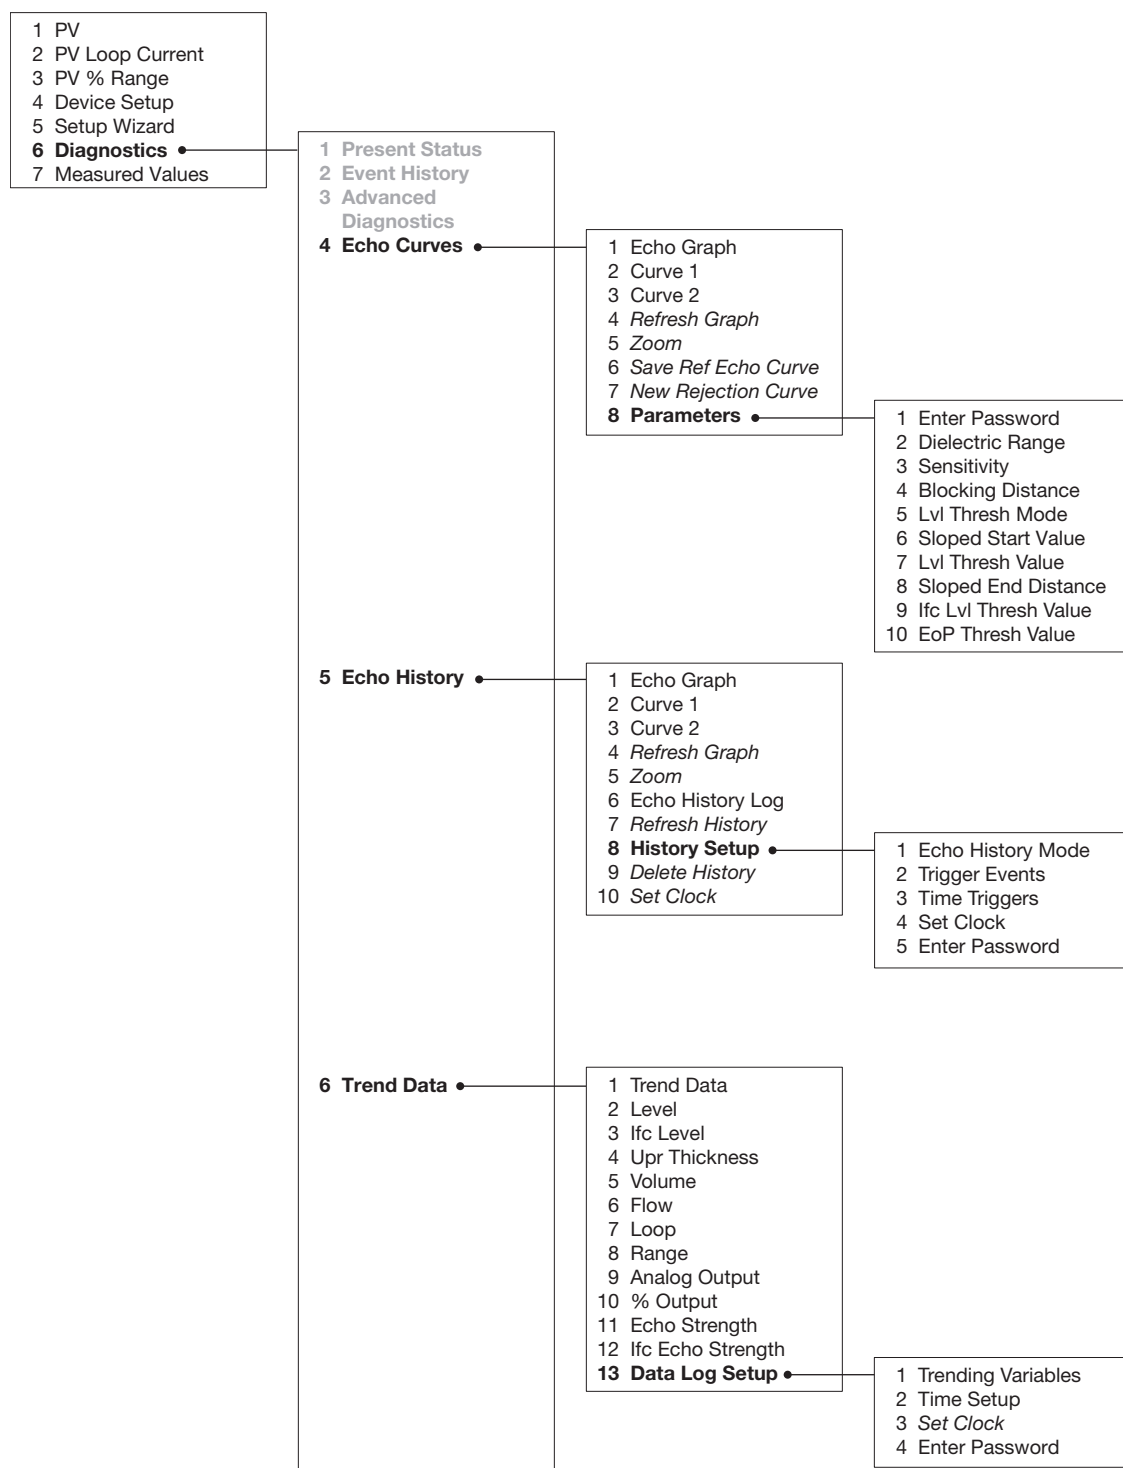 1 PV
2 PV Loop Current
3 PV % Range
4 Device Setup
5 Setup Wizard
6 Diagnostics
7 Measured Values
1 Present Status
2 Event History
3 Advanced
Diagnostics
4 Echo Curves
1 Echo Graph
2 Curve 1
3 Curve 2
4 Refresh Graph
5 Zoom
6 Save Ref Echo Curve
7 New Rejection Curve
8 Parameters
1 Enter Password
2 Dielectric Range
3 Sensitivity
4 Blocking Distance
5 Lvl Thresh Mode
6 Sloped Start Value
7 Lvl Thresh Value
8 Sloped End Distance
9 Ifc Lvl Thresh Value
10 EoP Thresh Value
5 Echo History
1 Echo Graph
2 Curve 1
3 Curve 2
4 Refresh Graph
5 Zoom
6 Echo History Log
7 Refresh History
8 History Setup
9 Delete History
10 Set Clock
1 Echo History Mode
2 Trigger Events
3 Time Triggers
4 Set Clock
5 Enter Password
6 Trend Data
1 Trend Data
2 Level
3 Ifc Level
4 Upr Thickness
5 Volume
6 Flow
7 Loop
8 Range
9 Analog Output
10 % Output
11 Echo Strength
12 Ifc Echo Strength
13 Data Log Setup
1 Trending Variables
2 Time Setup
3 Set Clock
4 Enter Password